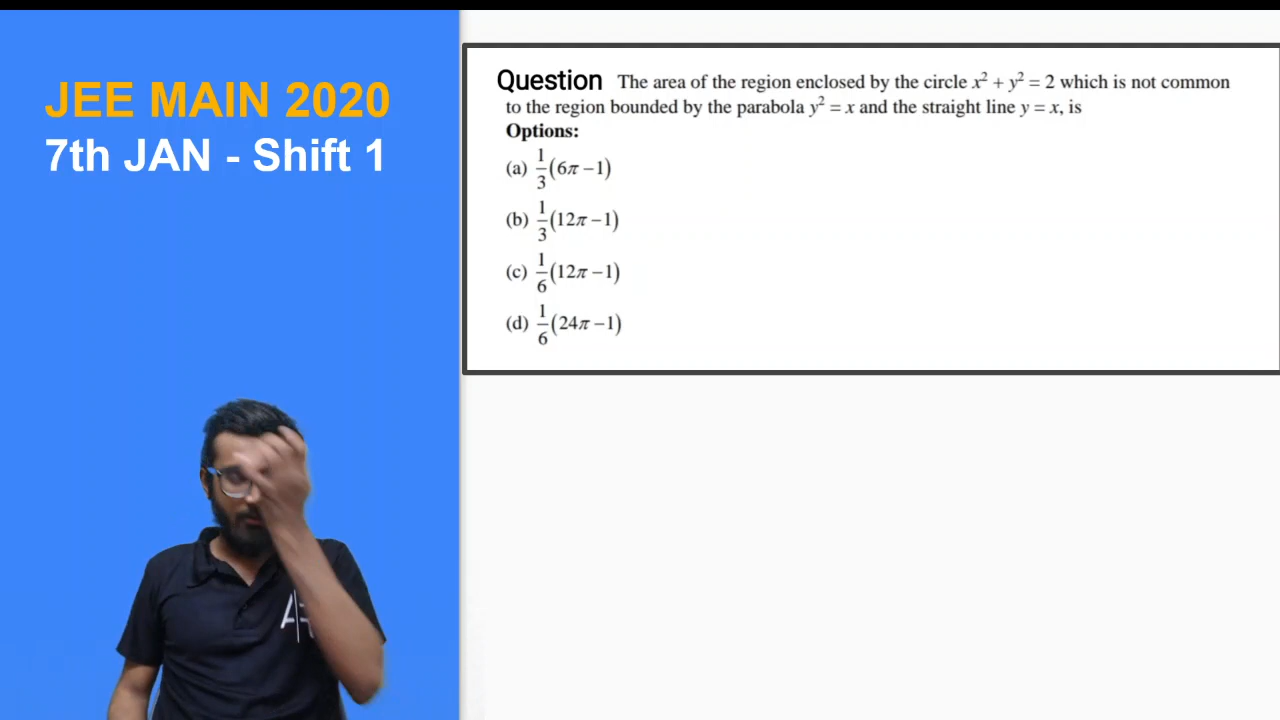 JEE MAIN 2020
7th JAN - Shift 1
Question The area of the region enclosed by the circle x² + y² = 2 which is not common
to the region bounded by the parabola y² = x and the straight line y = x, is
Options:
(a) 1/3(6π−1)
(b) 1/3(12π−1)
(c) 1/6(12π−1)
(d) 1/6(24π−1)